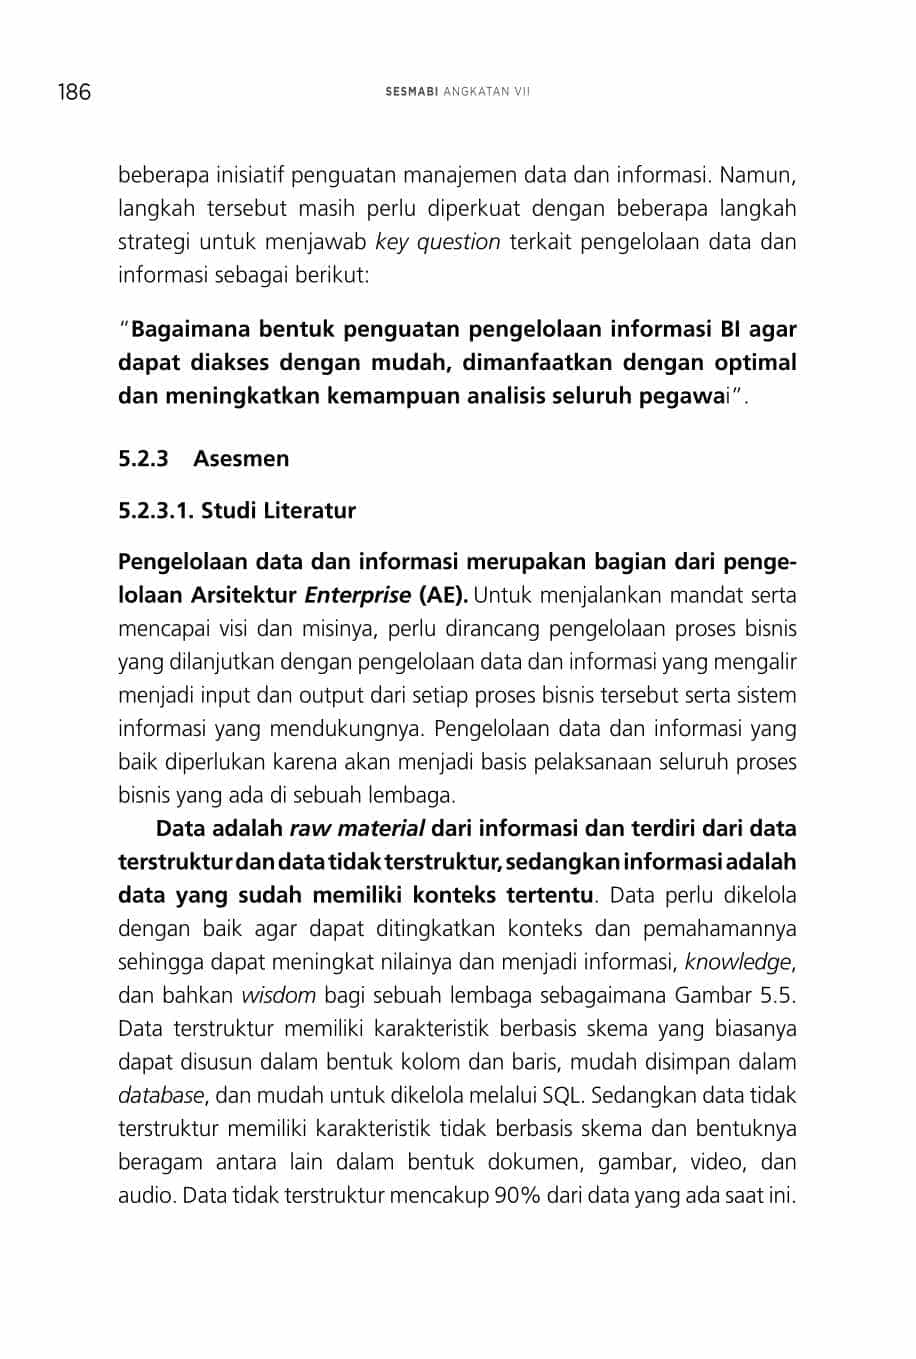 186
SESMABI ANGKATAN VII
beberapa inisiatif penguatan manajemen data dan informasi. Namun,
langkah tersebut masih perlu diperkuat dengan beberapa langkah
strategi untuk menjawab key question terkait pengelolaan data dan
informasi sebagai berikut:
“Bagaimana bentuk penguatan pengelolaan informasi BI agar
dapat diakses dengan mudah, dimanfaatkan dengan optimal
dan meningkatkan kemampuan analisis seluruh pegawai”.
5.2.3 Asesmen
5.2.3.1. Studi Literatur
Pengelolaan data dan informasi merupakan bagian dari penge-
lolaan Arsitektur Enterprise (AE). Untuk menjalankan mandat serta
mencapai visi dan misinya, perlu dirancang pengelolaan proses bisnis
yang dilanjutkan dengan pengelolaan data dan informasi yang mengalir
menjadi input dan output dari setiap proses bisnis tersebut serta sistem
informasi yang mendukungnya. Pengelolaan data dan informasi yang
baik diperlukan karena akan menjadi basis pelaksanaan seluruh proses
bisnis yang ada di sebuah lembaga.
Data adalah raw material dari informasi dan terdiri dari data
terstruktur dan data tidak terstruktur, sedangkan informasi adalah
data yang sudah memiliki konteks tertentu. Data perlu dikelola
dengan baik agar dapat ditingkatkan konteks dan pemahamannya
sehingga dapat meningkat nilainya dan menjadi informasi, knowledge,
dan bahkan wisdom bagi sebuah lembaga sebagaimana Gambar 5.5.
Data terstruktur memiliki karakteristik berbasis skema yang biasanya
dapat disusun dalam bentuk kolom dan baris, mudah disimpan dalam
database, dan mudah untuk dikelola melalui SQL. Sedangkan data tidak
terstruktur memiliki karakteristik tidak berbasis skema dan bentuknya
beragam antara lain dalam bentuk dokumen, gambar, video, dan
audio. Data tidak terstruktur mencakup 90% dari data yang ada saat ini.